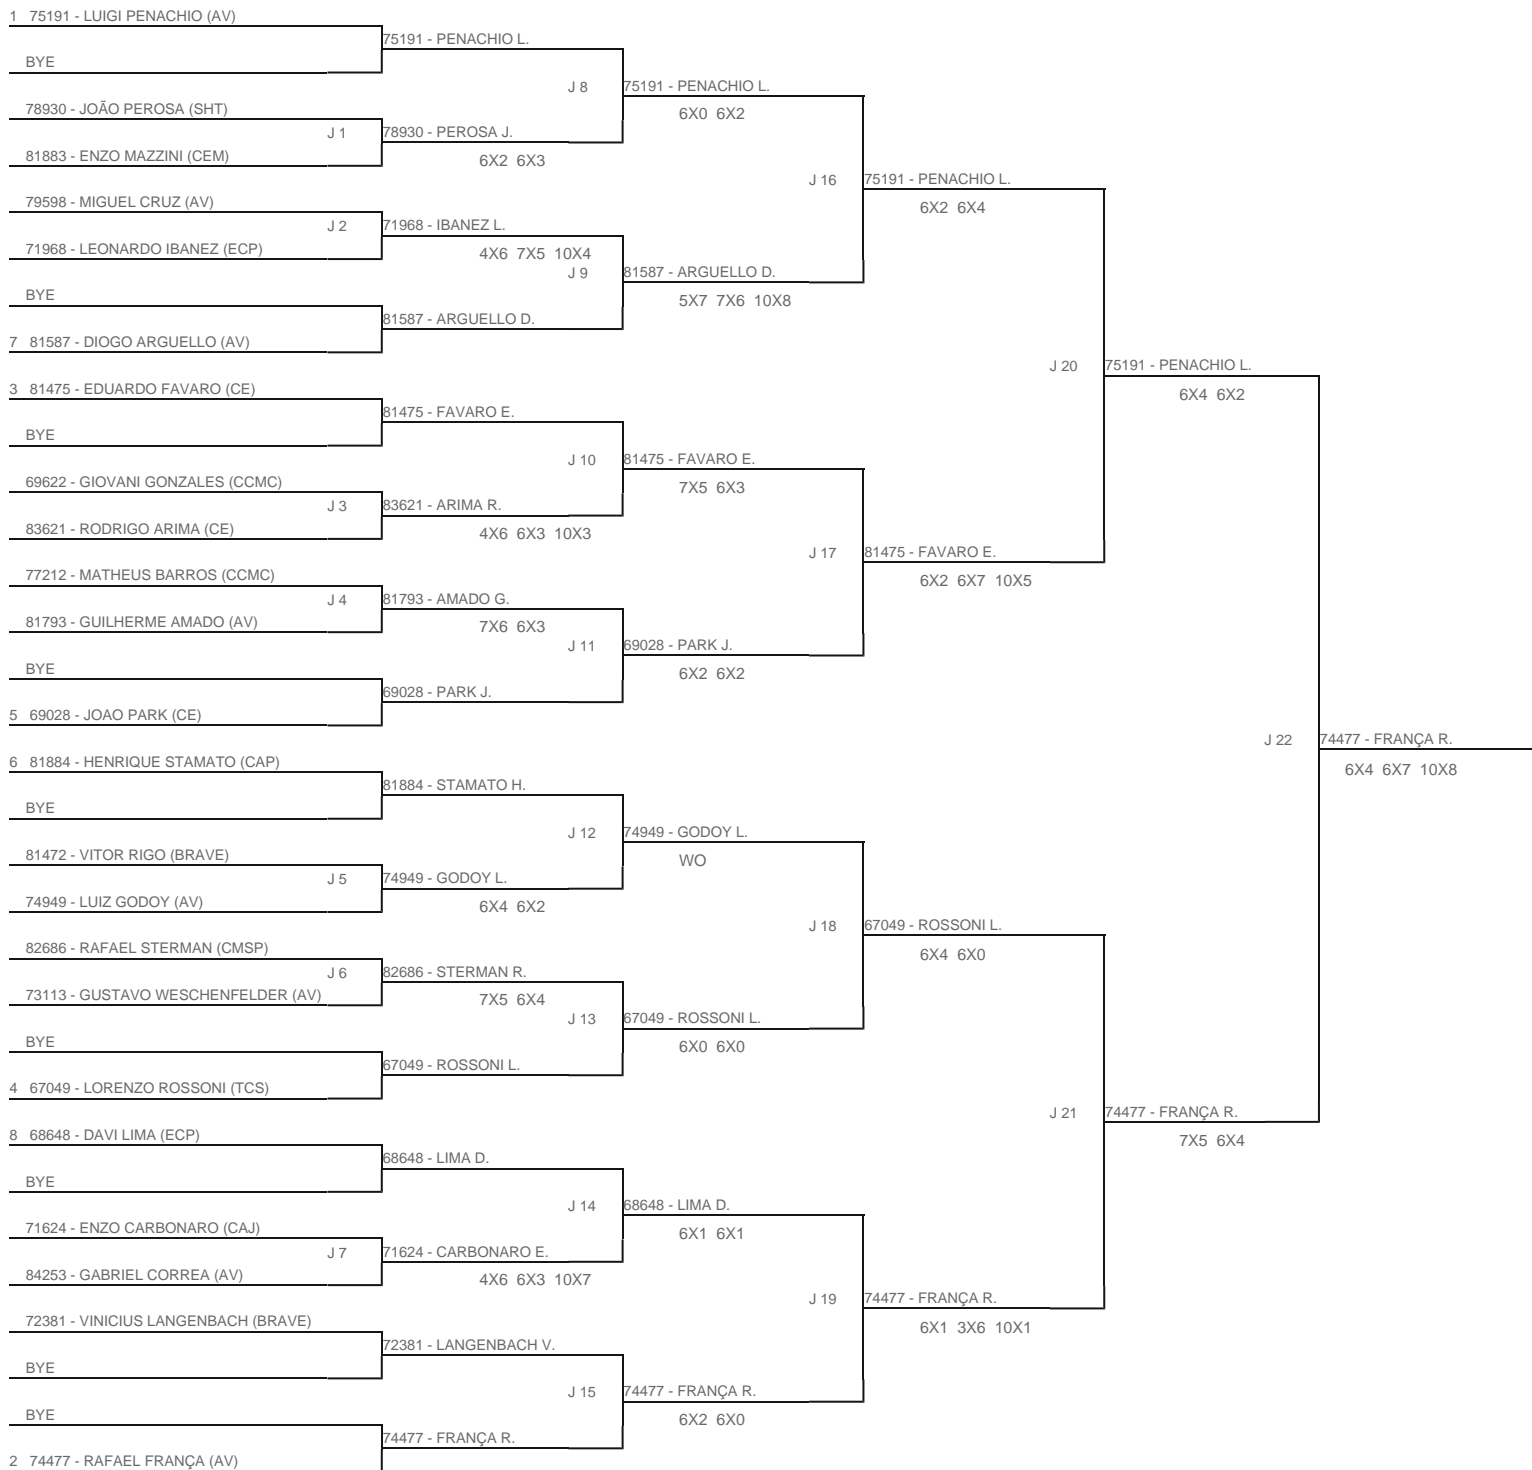 1 75191 - LUIGI PENACHIO (AV)
75191 - PENACHIO L.
BYE
J 8
75191 - PENACHIO L.
6X0 6X2
78930 - JOÃO PEROSA (SHT)
J 1
78930 - PEROSA J.
81883 - ENZO MAZZINI (CEM)
6X2 6X3
J 16
75191 - PENACHIO L.
6X2 6X4
79598 - MIGUEL CRUZ (AV)
J 2
71968 - IBANEZ L.
71968 - LEONARDO IBANEZ (ECP)
4X6 7X5 10X4
J 9
81587 - ARGUELLO D.
5X7 7X6 10X8
BYE
81587 - ARGUELLO D.
7 81587 - DIOGO ARGUELLO (AV)
J 20
75191 - PENACHIO L.
6X4 6X2
3 81475 - EDUARDO FAVARO (CE)
81475 - FAVARO E.
BYE
J 10
81475 - FAVARO E.
7X5 6X3
69622 - GIOVANI GONZALES (CCMC)
J 3
83621 - ARIMA R.
83621 - RODRIGO ARIMA (CE)
4X6 6X3 10X3
J 17
81475 - FAVARO E.
6X2 6X7 10X5
77212 - MATHEUS BARROS (CCMC)
J 4
81793 - AMADO G.
81793 - GUILHERME AMADO (AV)
7X6 6X3
J 11
69028 - PARK J.
6X2 6X2
BYE
69028 - PARK J.
5 69028 - JOAO PARK (CE)
J 22
74477 - FRANÇA R.
6X4 6X7 10X8
6 81884 - HENRIQUE STAMATO (CAP)
81884 - STAMATO H.
BYE
J 12
74949 - GODOY L.
WO
81472 - VITOR RIGO (BRAVE)
J 5
74949 - GODOY L.
74949 - LUIZ GODOY (AV)
6X4 6X2
J 18
67049 - ROSSONI L.
6X4 6X0
82686 - RAFAEL STERMAN (CMSP)
J 6
82686 - STERMAN R.
73113 - GUSTAVO WESCHENFELDER (AV)
7X5 6X4
J 13
67049 - ROSSONI L.
6X0 6X0
BYE
67049 - ROSSONI L.
4 67049 - LORENZO ROSSONI (TCS)
J 21
74477 - FRANÇA R.
7X5 6X4
8 68648 - DAVI LIMA (ECP)
68648 - LIMA D.
BYE
J 14
68648 - LIMA D.
6X1 6X1
71624 - ENZO CARBONARO (CAJ)
J 7
71624 - CARBONARO E.
84253 - GABRIEL CORREA (AV)
4X6 6X3 10X7
J 19
74477 - FRANÇA R.
6X1 3X6 10X1
72381 - VINICIUS LANGENBACH (BRAVE)
72381 - LANGENBACH V.
BYE
J 15
74477 - FRANÇA R.
6X2 6X0
BYE
74477 - FRANÇA R.
2 74477 - RAFAEL FRANÇA (AV)